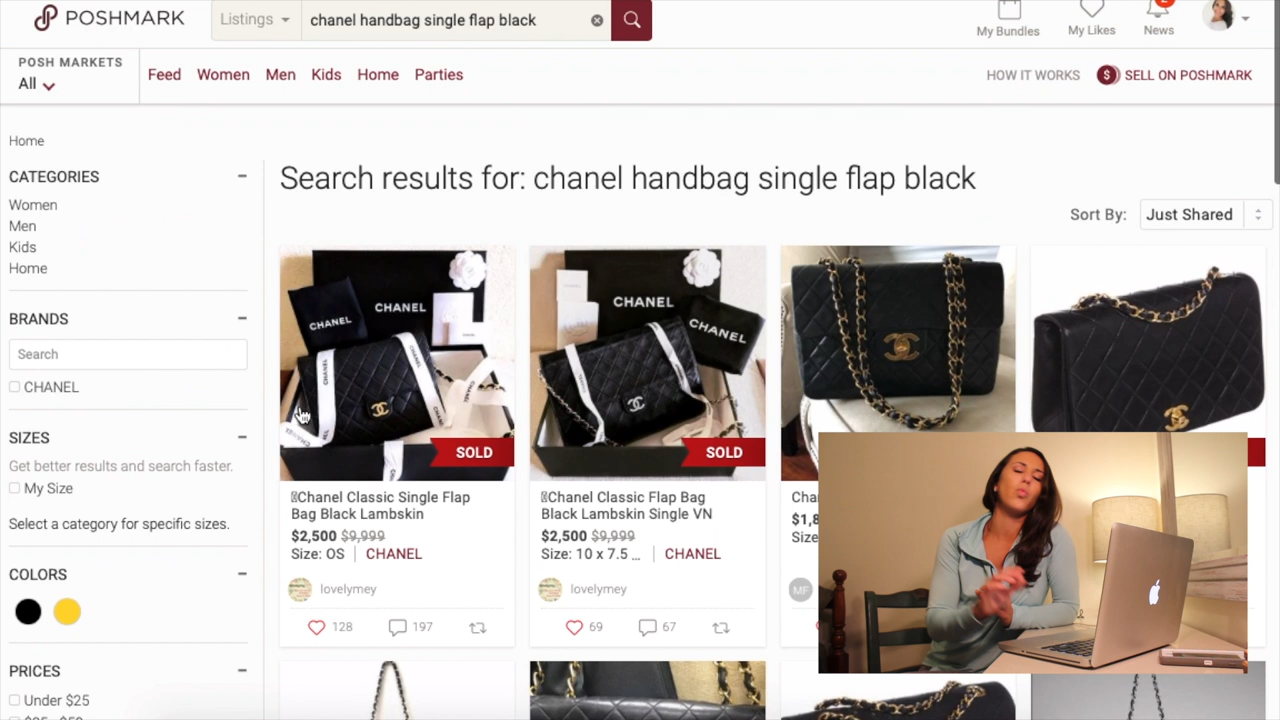 POSHMARK
Listings
chanel handbag single flap black
My Bundles
My Likes
2
News
POSH MARKETS
All
Feed
Women
Men
Kids
Home
Parties
HOW IT WORKS
$ SELL ON POSHMARK
Home
CATEGORIES
Women
Men
Kids
Home
BRANDS
Search
CHANEL
SIZES
Get better results and search faster.
My Size
Select a category for specific sizes.
COLORS
PRICES
Under $25
Search results for: chanel handbag single flap black
Sort By: Just Shared
CHANEL
CHANEL
SOLD
Chanel Classic Single Flap
Bag Black Lambskin
$2,500 $9,999
Size: OS | CHANEL
lovelymey
128
197
CHANEL
CHANEL
SOLD
Chanel Classic Flap Bag
Black Lambskin Single VN
$2,500 $9,999
Size: 10 x 7.5 ... | CHANEL
lovelymey
69
67
MF